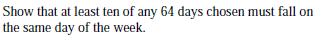 Show that at least ten of any 64 days chosen must fall on
the same day of the week.